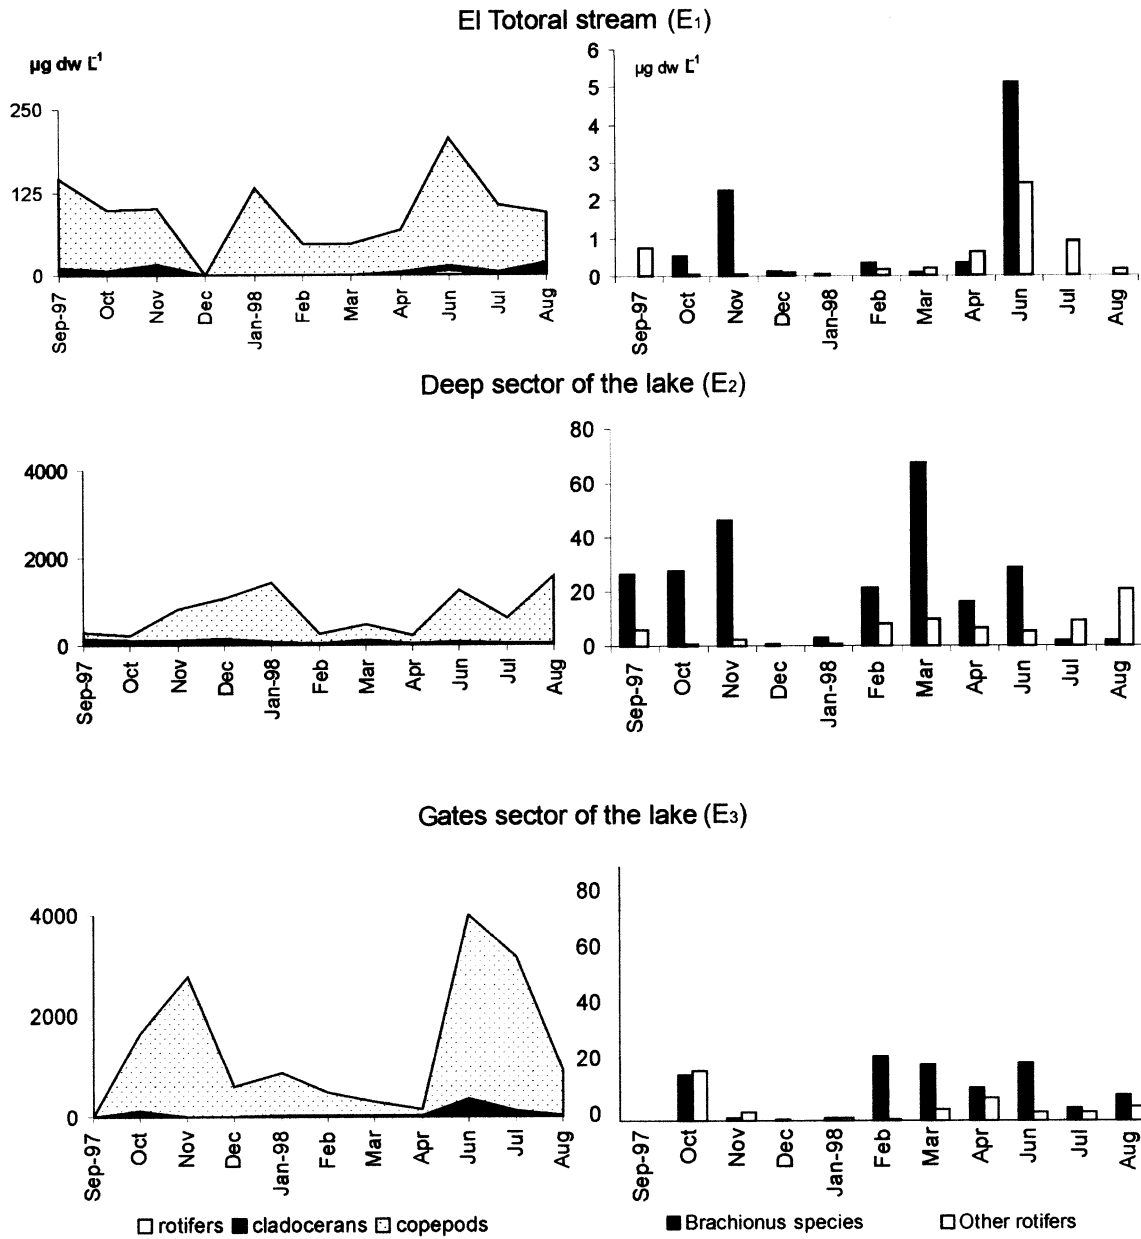 El Totoral stream (E1)
µg dw L-1
250
125
0
Sep-97
Oct
Nov
Dec
Jan-98
Feb
Mar
Apr
Jun
Jul
Aug
µg dw L-1
6
5
4
3
2
1
0
Sep-97
Oct
Nov
Dec
Jan-98
Feb
Mar
Apr
Jun
Jul
Aug
Deep sector of the lake (E2)
4000
2000
0
Sep-97
Oct
Nov
Dec
Jan-98
Feb
Mar
Apr
Jun
Jul
Aug
80
60
40
20
0
Sep-97
Oct
Nov
Dec
Jan-98
Feb
Mar
Apr
Jun
Jul
Aug
Gates sector of the lake (E3)
4000
2000
0
Sep-97
Oct
Nov
Dec
Jan-98
Feb
Mar
Apr
Jun
Jul
Aug
rotifers cladocerans copepods
80
60
40
20
0
Sep-97
Oct
Nov
Dec
Jan-98
Feb
Mar
Apr
Jun
Jul
Aug
Brachionus species Other rotifers